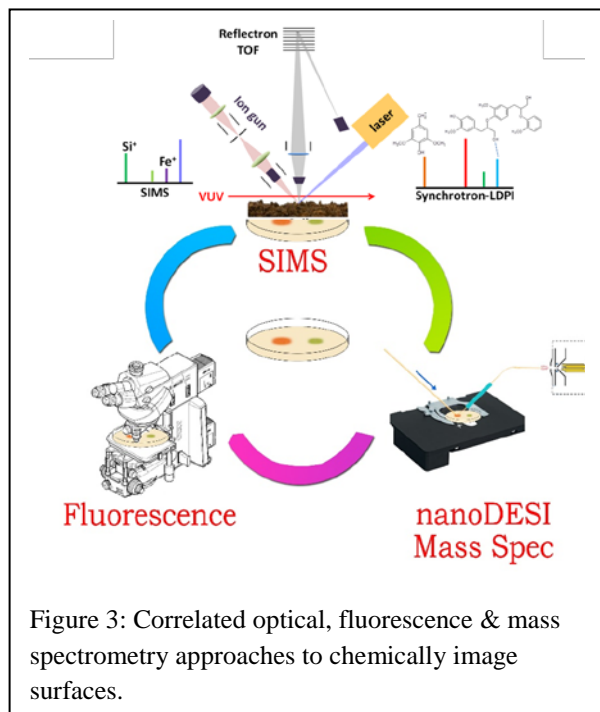 Reflectron
TOF
Ion gun
laser
Si⁺
Fe⁺
SIMS
VUV
Synchrotron-LDPI
SIMS
Fluorescence
nanoDESI
Mass Spec
Figure 3: Correlated optical, fluorescence & mass
spectrometry approaches to chemically image
surfaces.